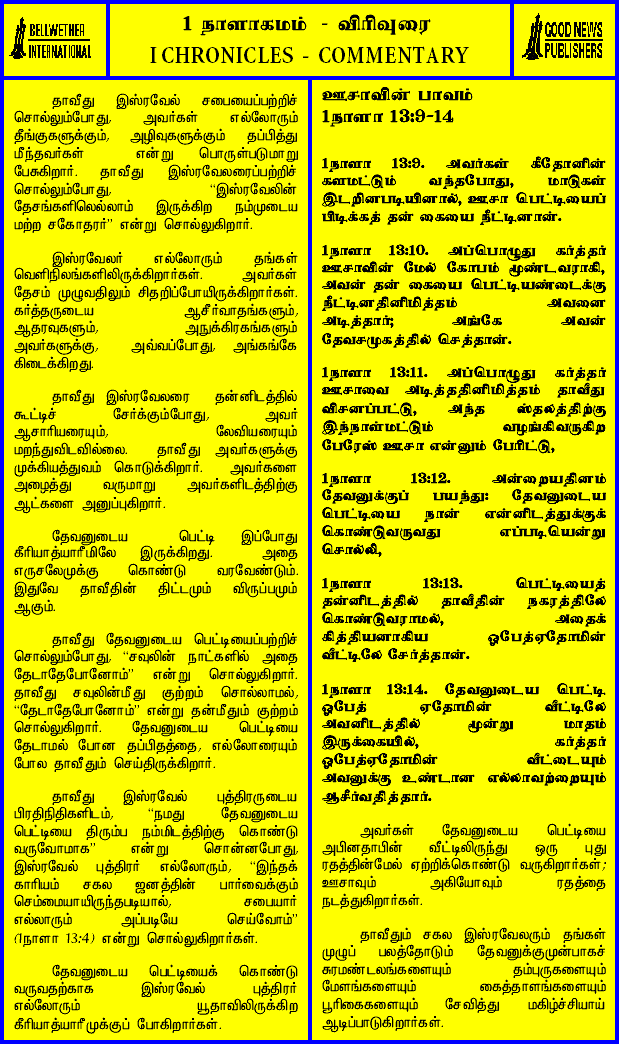 BELLWETHER
INTERNATIONAL
1 நாளாகமம் - விரிவுரை
I CHRONICLES - COMMENTARY
GOOD NEWS
PUBLISHERS
தாவீது இஸ்ரவேல் சபையைப்பற்றிச்
சொல்லும்போது, அவர்கள் எல்லோரும்
தீங்குகளுக்கும், அழிவுகளுக்கும் தப்பித்து
மீந்தவர்கள் என்று பொருள்படுமாறு
பேசுகிறார். தாவீது இஸ்ரவேலரைப்பற்றிச்
சொல்லும்போது, “இஸ்ரவேலின்
தேசங்களிலெல்லாம் இருக்கிற நம்முடைய
மற்ற சகோதரர்” என்று சொல்லுகிறார்.
இஸ்ரவேலர் எல்லோரும் தங்கள்
வெளிநிலங்களிலிருக்கிறார்கள். அவர்கள்
தேசம் முழுவதிலும் சிதறிப்போயிருக்கிறார்கள்.
கர்த்தருடைய ஆசீர்வாதங்களும்,
ஆதரவுகளும், அநுக்கிரகங்களும்
அவர்களுக்கு, அவ்வப்போது, அங்கங்கே
கிடைக்கிறது.
தாவீது இஸ்ரவேலரை தன்னிடத்தில்
கூட்டிச் சேர்க்கும்போது, அவர்
ஆசாரியரையும், லேவியரையும்
மறந்துவிடவில்லை. தாவீது அவர்களுக்கு
முக்கியத்துவம் கொடுக்கிறார். அவர்களை
அழைத்து வருமாறு அவர்களிடத்திற்கு
ஆட்களை அனுப்புகிறார்.
தேவனுடைய பெட்டி இப்போது
கீரியாத்யாரீமிலே இருக்கிறது. அதை
எருசலேமுக்கு கொண்டு வரவேண்டும்.
இதுவே தாவீதின் திட்டமும் விருப்பமும்
ஆகும்.
தாவீது தேவனுடைய பெட்டியைப்பற்றிச்
சொல்லும்போது, “சவுலின் நாட்களில் அதை
தேடாதேபோனோம்” என்று சொல்லுகிறார்.
தாவீது சவுலின்மீது குற்றம் சொல்லாமல்,
“தேடாதேபோனோம்” என்று தன்மீதும் குற்றம்
சொல்லுகிறார். தேவனுடைய பெட்டியை
தேடாமல் போன தப்பிதத்தை, எல்லோரையும்
போல தாவீதும் செய்திருக்கிறார்.
தாவீது இஸ்ரவேல் புத்திரருடைய
பிரதிநிதிகளிடம், “நமது தேவனுடைய
பெட்டியை திரும்ப நம்மிடத்திற்கு கொண்டு
வருவோமாக” என்று சொன்னபோது,
இஸ்ரவேல் புத்திரர் எல்லோரும், “இந்தக்
காரியம் சகல ஜனத்தின் பார்வைக்கும்
செம்மையாயிருந்தபடியால், சபையார்
எல்லாரும் அப்படியே செய்வோம்”
(1நாளா 13:4) என்று சொல்லுகிறார்கள்.
தேவனுடைய பெட்டியைக் கொண்டு
வருவதற்காக இஸ்ரவேல் புத்திரர்
எல்லோரும் யூதாவிலிருக்கிற
கீரியாத்யாரீமுக்குப் போகிறார்கள்.
ஊசாவின் பாவம்
1நாளா 13:9-14
1நாளா 13:9. அவர்கள் கீதோனின்
களமட்டும் வந்தபோது, மாடுகள்
இடறினபடியினால், ஊசா பெட்டியைப்
பிடிக்கத் தன் கையை நீட்டினான்.
1நாளா 13:10. அப்பொழுது கர்த்தர்
ஊசாவின் மேல் கோபம் மூண்டவராகி,
அவன் தன் கையை பெட்டியண்டைக்கு
நீட்டினதினிமித்தம் அவனை
அடித்தார்; அங்கே அவன்
தேவசமுகத்தில் செத்தான்.
1நாளா 13:11. அப்பொழுது கர்த்தர்
ஊசாவை அடித்ததினிமித்தம் தாவீது
விசனப்பட்டு, அந்த ஸ்தலத்திற்கு
இந்நாள்மட்டும் வழங்கிவருகிற
பேரேஸ் ஊசா என்னும் பேரிட்டு,
1நாளா 13:12. அன்றையதினம்
தேவனுக்குப் பயந்து: தேவனுடைய
பெட்டியை நான் என்னிடத்துக்குக்
கொண்டுவருவது எப்படியென்று
சொல்லி,
1நாளா 13:13. பெட்டியைத்
தன்னிடத்தில் தாவீதின் நகரத்திலே
கொண்டுவராமல், அதைக்
கித்தியனாகிய ஓபேத்ஏதோமின்
வீட்டிலே சேர்த்தான்.
1நாளா 13:14. தேவனுடைய பெட்டி
ஓபேத் ஏதோமின் வீட்டிலே
அவனிடத்தில் மூன்று மாதம்
இருக்கையில், கர்த்தர்
ஓபேத்ஏதோமின் வீட்டையும்
அவனுக்கு உண்டான எல்லாவற்றையும்
ஆசீர்வதித்தார்.
அவர்கள் தேவனுடைய பெட்டியை
அபினதாபின் வீட்டிலிருந்து ஒரு புது
ரதத்தின்மேல் ஏற்றிக்கொண்டு வருகிறார்கள்;
ஊசாவும் அகியோவும் ரதத்தை
நடத்துகிறார்கள்.
தாவீதும் சகல இஸ்ரவேலரும் தங்கள்
முழுப் பலத்தோடும் தேவனுக்குமுன்பாகச்
சுரமண்டலங்களையும் தம்புருகளையும்
மேளங்களையும் கைத்தாளங்களையும்
பூரிகைகளையும் சேவித்து மகிழ்ச்சியாய்
ஆடிப்பாடுகிறார்கள்.